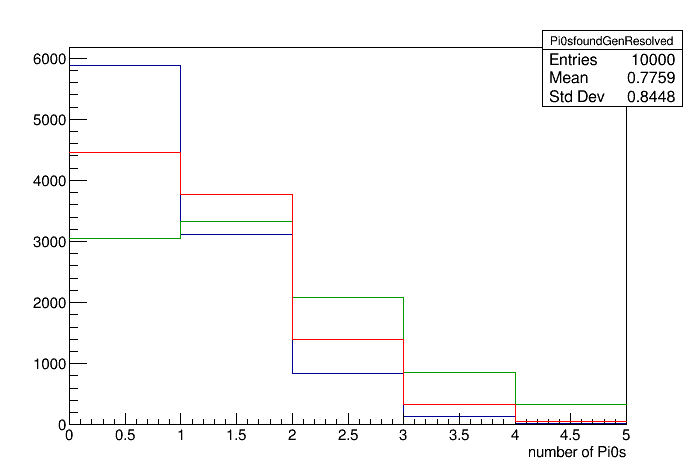 Pi0sfoundGenResolved
Entries 10000
Mean 0.7759
Std Dev 0.8448
6000
5000
4000
3000
2000
1000
0
0 0.5 1 1.5 2 2.5 3 3.5 4 4.5 5
number of Pi0s